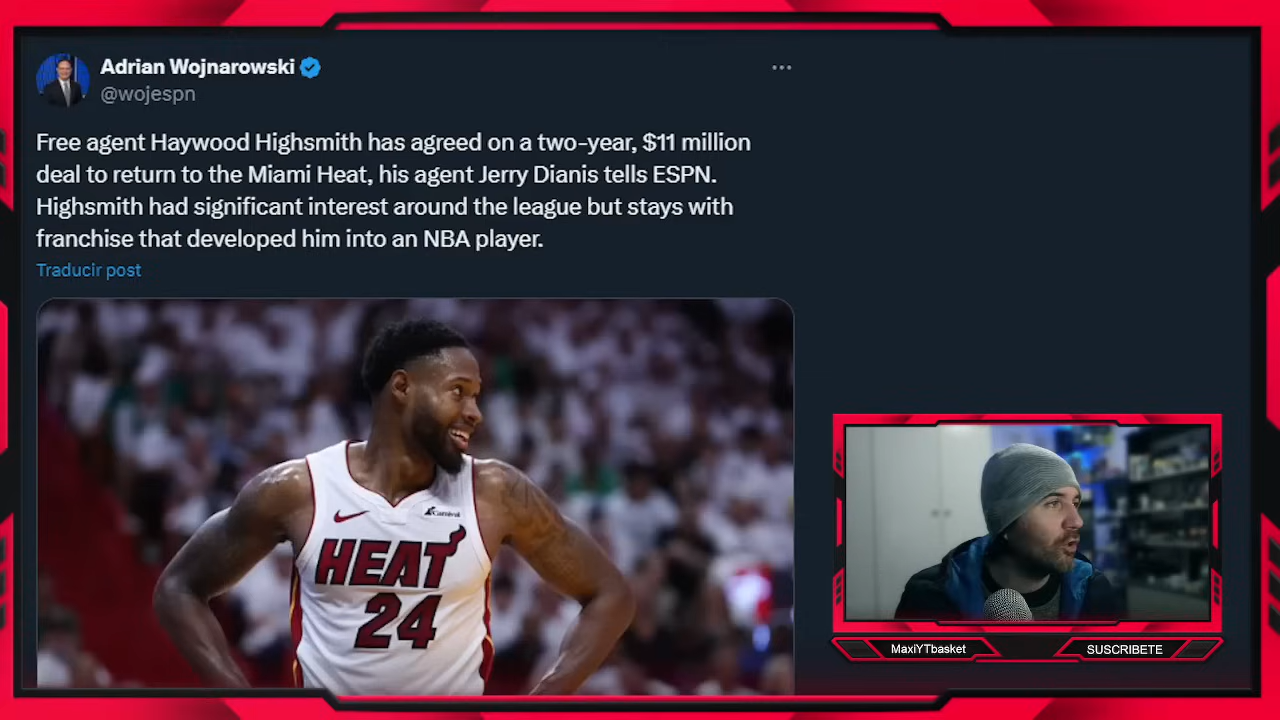 Adrian Wojnarowski
@wojespn
Free agent Haywood Highsmith has agreed on a two-year, $11 million
deal to return to the Miami Heat, his agent Jerry Dianis tells ESPN.
Highsmith had significant interest around the league but stays with
franchise that developed him into an NBA player.
Traducir post
Carnival
HEAT
24
MaxiYTbasket
SUSCRIBETE